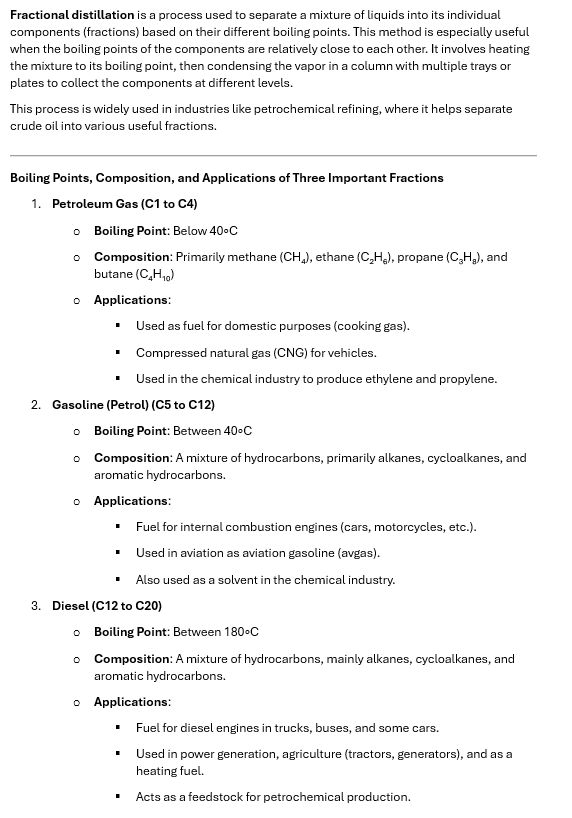 Fractional distillation is a process used to separate a mixture of liquids into its individual
components (fractions) based on their different boiling points. This method is especially useful
when the boiling points of the components are relatively close to each other. It involves heating
the mixture to its boiling point, then condensing the vapor in a column with multiple trays or
plates to collect the components at different levels.
This process is widely used in industries like petrochemical refining, where it helps separate
crude oil into various useful fractions.
Boiling Points, Composition, and Applications of Three Important Fractions
1. Petroleum Gas (C1 to C4)
o Boiling Point: Below 40∘C
o Composition: Primarily methane (CH₄), ethane (C₂H₆), propane (C₃H₈), and
butane (C₄H₁₀)
o Applications:
▪ Used as fuel for domestic purposes (cooking gas).
▪ Compressed natural gas (CNG) for vehicles.
▪ Used in the chemical industry to produce ethylene and propylene.
2. Gasoline (Petrol) (C5 to C12)
o Boiling Point: Between 40∘C
o Composition: A mixture of hydrocarbons, primarily alkanes, cycloalkanes, and
aromatic hydrocarbons.
o Applications:
▪ Fuel for internal combustion engines (cars, motorcycles, etc.).
▪ Used in aviation as aviation gasoline (avgas).
▪ Also used as a solvent in the chemical industry.
3. Diesel (C12 to C20)
o Boiling Point: Between 180∘C
o Composition: A mixture of hydrocarbons, mainly alkanes, cycloalkanes, and
aromatic hydrocarbons.
o Applications:
▪ Fuel for diesel engines in trucks, buses, and some cars.
▪ Used in power generation, agriculture (tractors, generators), and as a
heating fuel.
▪ Acts as a feedstock for petrochemical production.